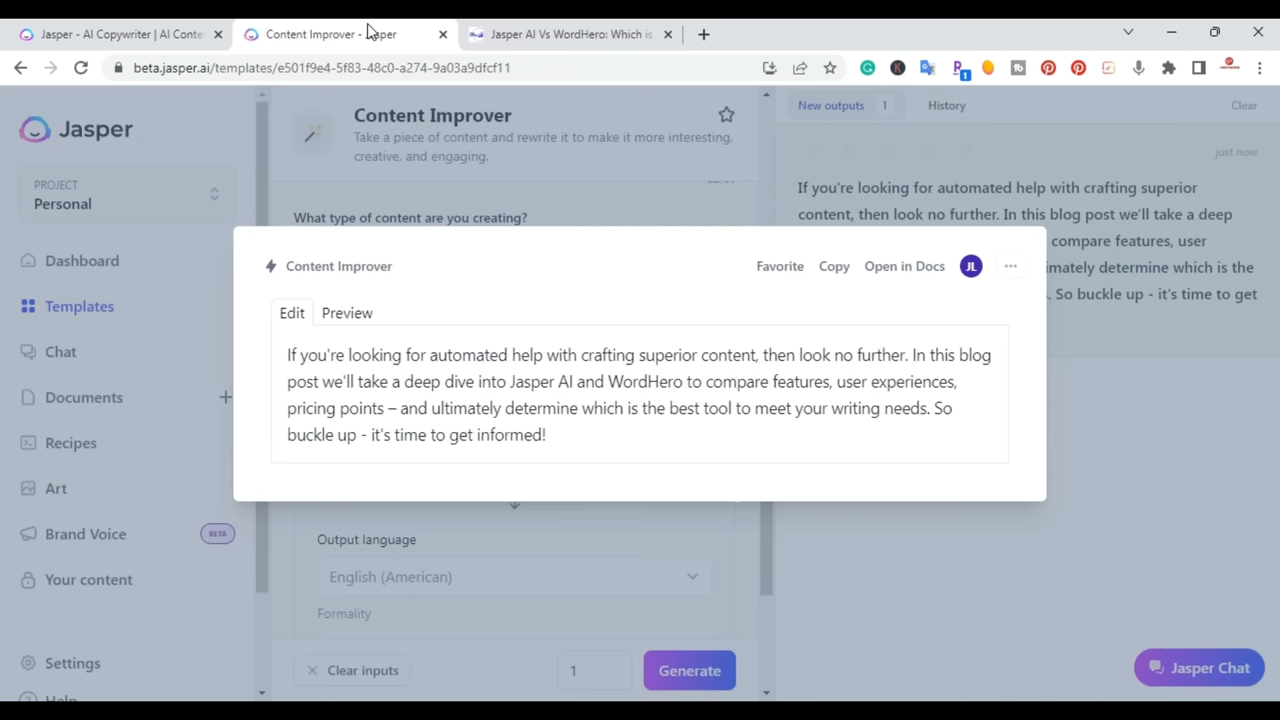 Jasper - AI Copywriter | AI Conte
Content Improver - Jasper
Jasper AI Vs WordHero: Which is
beta.jasper.ai/templates/e501f9e4-5f83-48c0-a274-9a03a9dfcf11
1
Jasper
PROJECT
Personal
Dashboard
Templates
Chat
Documents
Recipes
Art
Brand Voice
BETA
Your content
Settings
Help
Content Improver
Take a piece of content and rewrite it to make it more interesting,
creative, and engaging.
What type of content are you creating?
New outputs 1
History
Clear
just now
If you're looking for automated help with crafting superior
content, then look no further. In this blog post we'll take a deep
compare features, user
imately determine which is the
. So buckle up - it's time to get
Content Improver
Favorite
Copy
Open in Docs
JL
Edit
Preview
If you're looking for automated help with crafting superior content, then look no further. In this blog
post we'll take a deep dive into Jasper AI and WordHero to compare features, user experiences,
pricing points – and ultimately determine which is the best tool to meet your writing needs. So
buckle up - it's time to get informed!
Output language
English (American)
Formality
Clear inputs
1
Generate
Jasper Chat